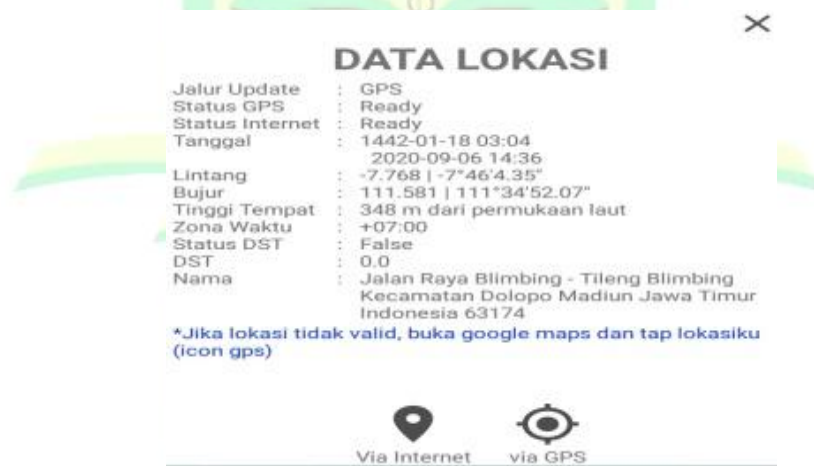 DATA LOKASI
Jalur Update : GPS
Status GPS : Ready
Status Internet : Ready
Tanggal : 1442-01-18 03:04
2020-09-06 14:36
Lintang : -7.768 | -7°46'4.35"
Bujur : 111.581 | 111°34'52.07"
Tinggi Tempat : 348 m dari permukaan laut
Zona Waktu : +07:00
Status DST : False
DST : 0.0
Nama : Jalan Raya Blimbing - Tileng Blimbing
Kecamatan Dolopo Madiun Jawa Timur
Indonesia 63174
*Jika lokasi tidak valid, buka google maps dan tap lokasiku
(icon gps)
Via Internet via GPS